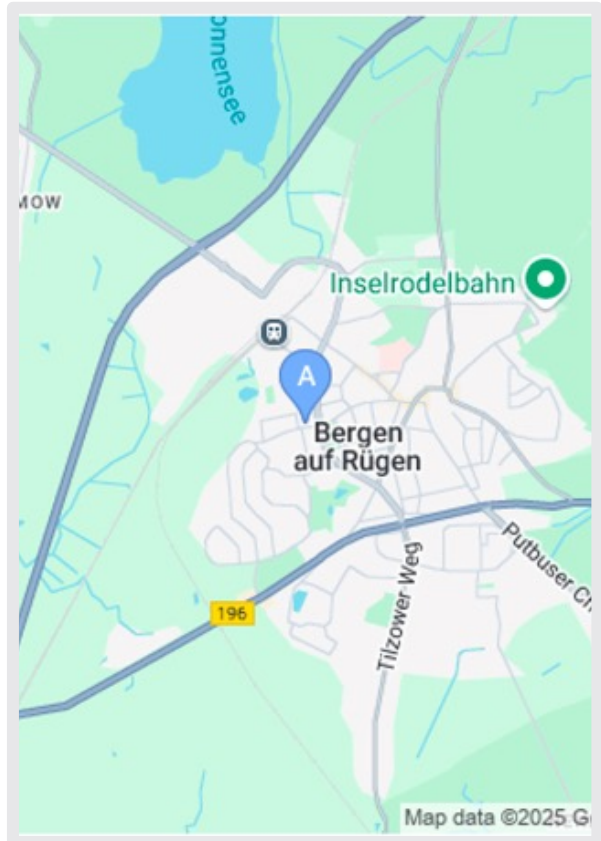 onnensee
MOW
Inselrodelbahn
A
Bergen
auf Rügen
196
Tilzower Weg
Putbuser Ch
Map data ©2025 G